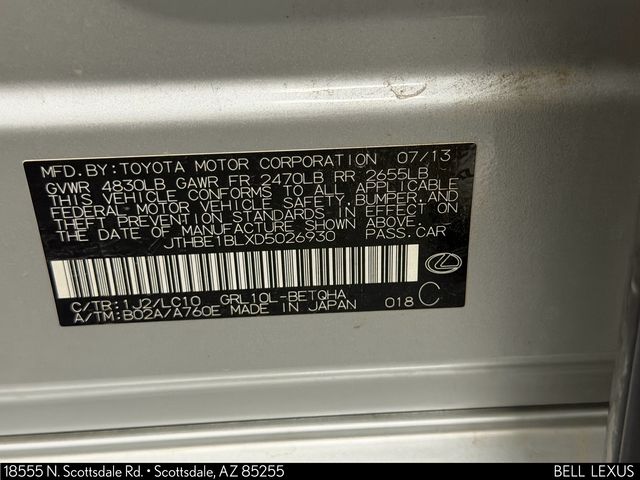 MFD. BY: TOYOTA MOTOR CORPORATION 07/13
GVWR 4830LB GAWR FR 2470LB RR 2655LB
THIS VEHICLE CONFORMS TO ALL APPLICABLE
FEDERAL MOTOR VEHICLE SAFETY, BUMPER, AND
THEFT PREVENTION STANDARDS IN EFFECT ON
THE DATE OF MANUFACTURE SHOWN ABOVE.
JTHBE1BLXD5026930 PASS. CAR
C/TR: 1J2/LC10 GRL10L-BETQHA
A/TM: B02A/A760E MADE IN JAPAN 018 C
18555 N. Scottsdale Rd. • Scottsdale, AZ 85255 BELL LEXUS